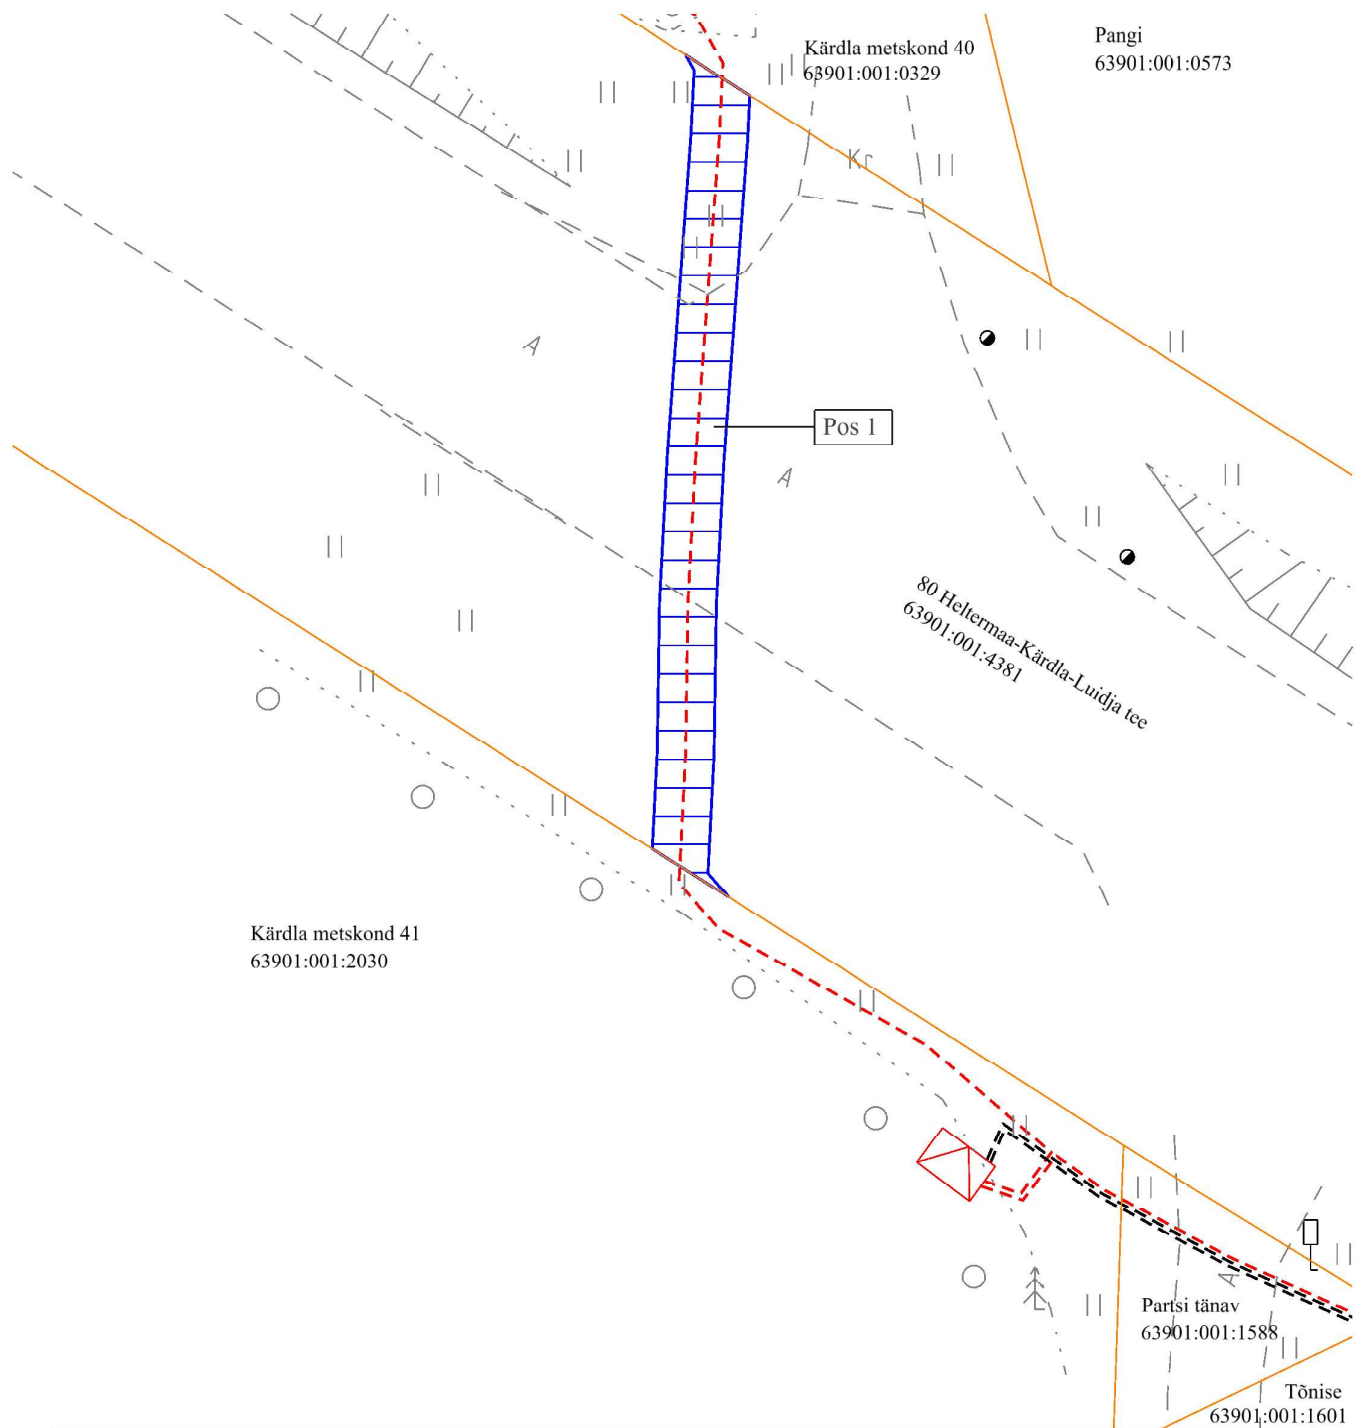 Kärdla metskond 40
63901:001:0329
Pangi
63901:001:0573
Kr
A
Pos 1
A
80 Heltermaa-Kärdla-Luidja tee
63901:001:4381
Kärdla metskond 41
63901:001:2030
A
Partsi tänav
63901:001:1588
Tõnise
63901:001:1601